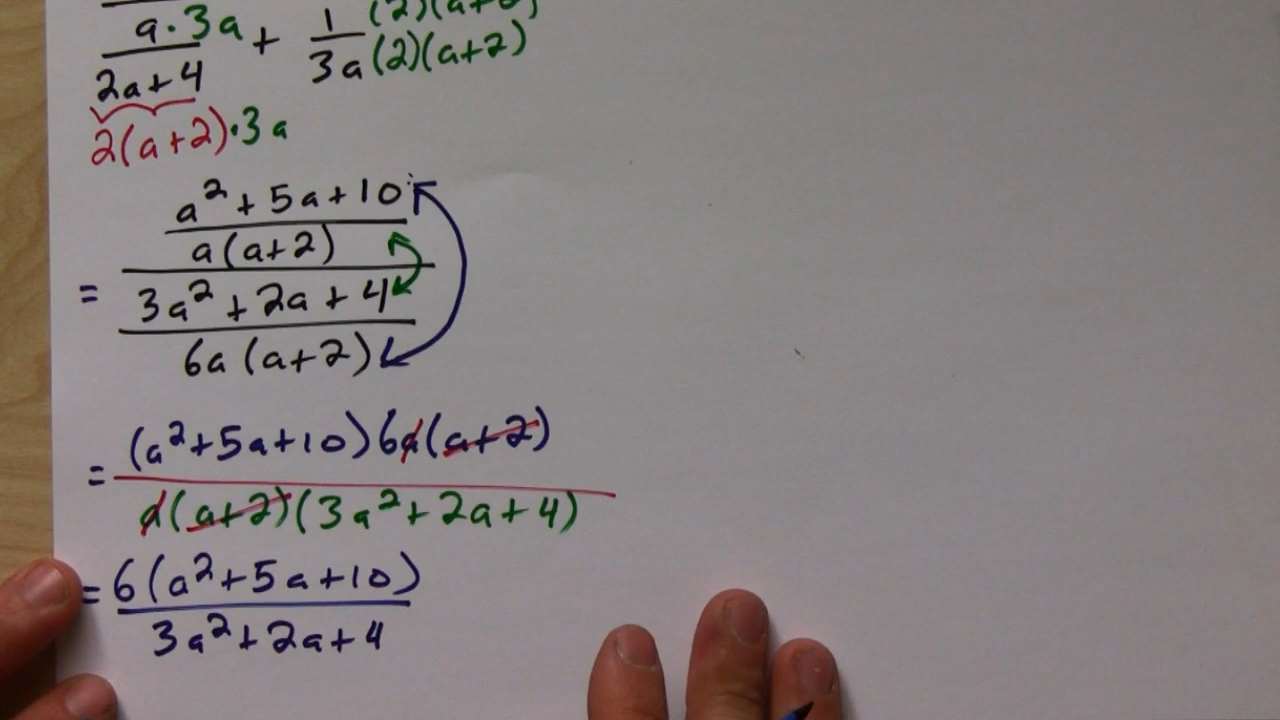 a · 3a + 1 (2)(a+2)
2a+4 3a (2)(a+2)
2(a+2)·3a
a² + 5a + 10
a(a+2)
=
3a² + 2a + 4
6a(a+2)
= (a²+5a+10)6a(a+2)
a(a+2)(3a²+2a+4)
= 6(a²+5a+10)
3a²+2a+4